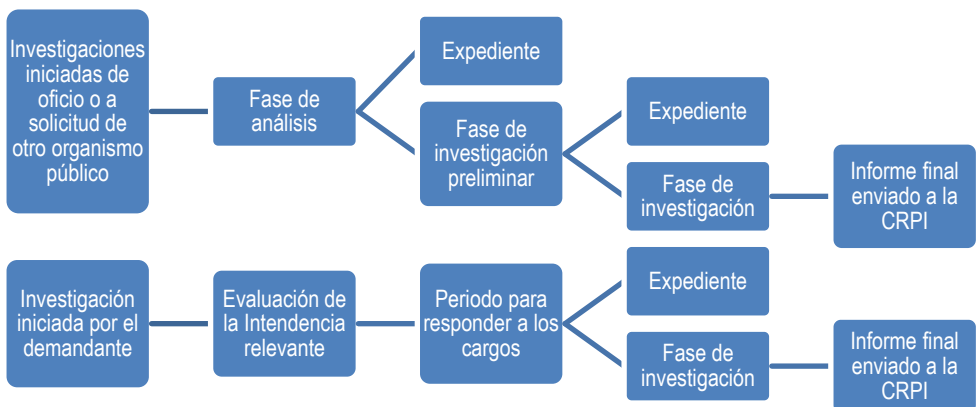 Investigaciones
iniciadas de
oficio o a
solicitud de
otro organismo
público
Fase de
análisis
Expediente
Fase de
investigación
preliminar
Expediente
Fase de
investigación
Informe final
enviado a la
CRPI
Investigación
iniciada por el
demandante
Evaluación de
la Intendencia
relevante
Periodo para
responder a los
cargos
Expediente
Fase de
investigación
Informe final
enviado a la
CRPI